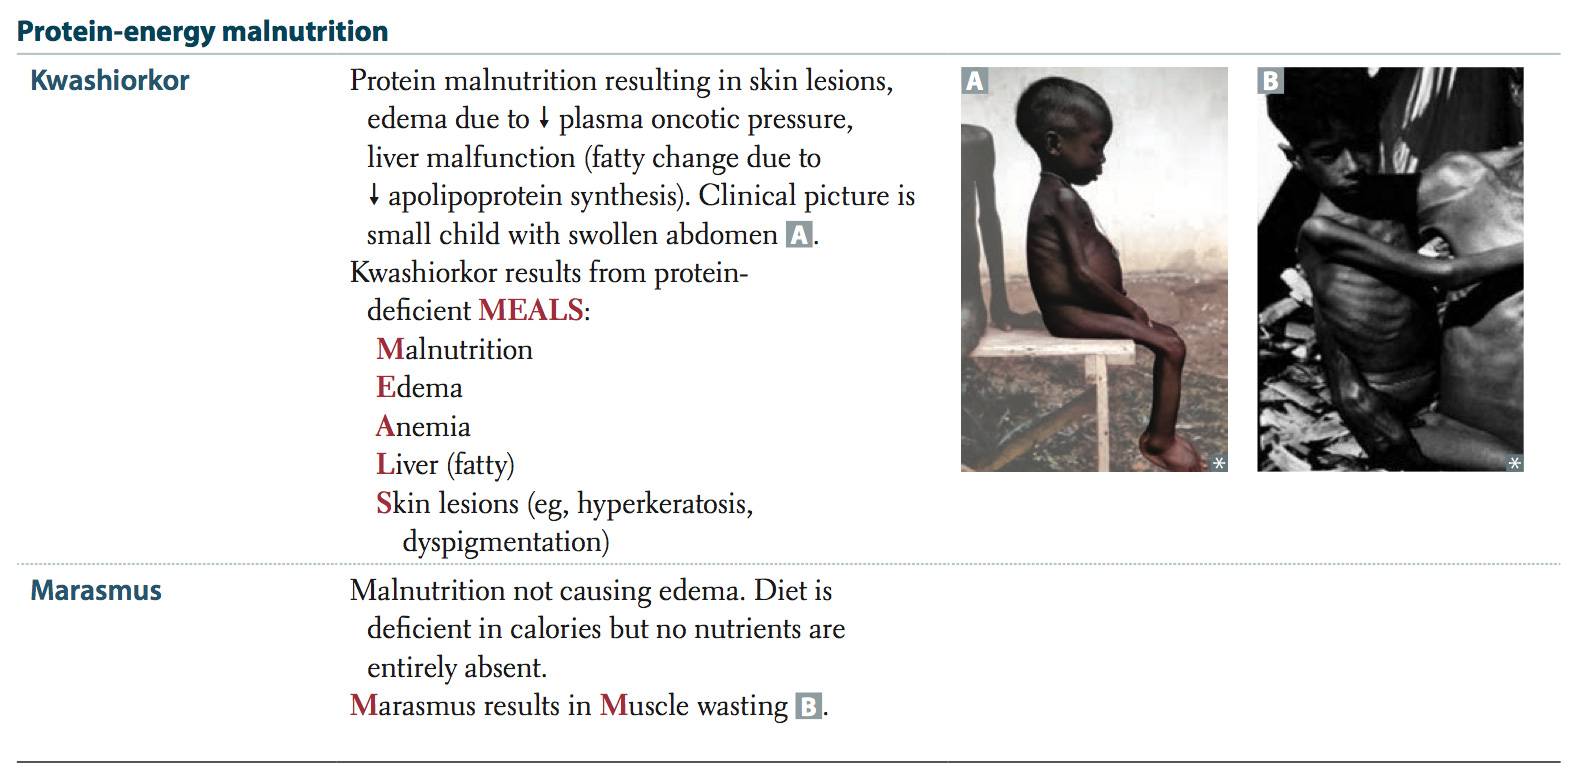 Protein-energy malnutrition
Kwashiorkor
Protein malnutrition resulting in skin lesions,
edema due to ↓ plasma oncotic pressure,
liver malfunction (fatty change due to
↓ apolipoprotein synthesis). Clinical picture is
small child with swollen abdomen A.
Kwashiorkor results from protein-
deficient MEALS:
Malnutrition
Edema
Anemia
Liver (fatty)
Skin lesions (eg, hyperkeratosis,
dyspigmentation)
A
*
B
*
Marasmus
Malnutrition not causing edema. Diet is
deficient in calories but no nutrients are
entirely absent.
Marasmus results in Muscle wasting B.